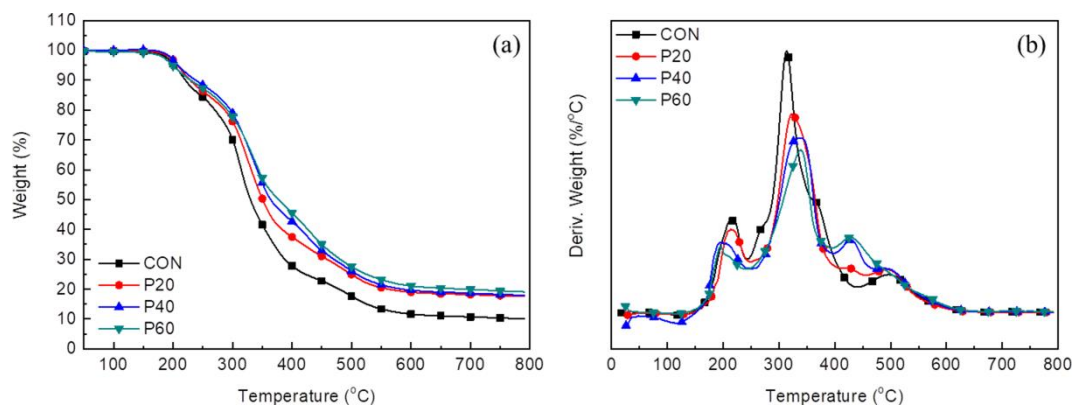 (a)
110
100
90
80
70
60
50
40
30
20
10
0
Weight (%)
CON
P20
P40
P60
100 200 300 400 500 600 700 800
Temperature (°C)
(b)
CON
P20
P40
P60
Deriv. Weight (%/°C)
0 100 200 300 400 500 600 700 800
Temperature (°C)